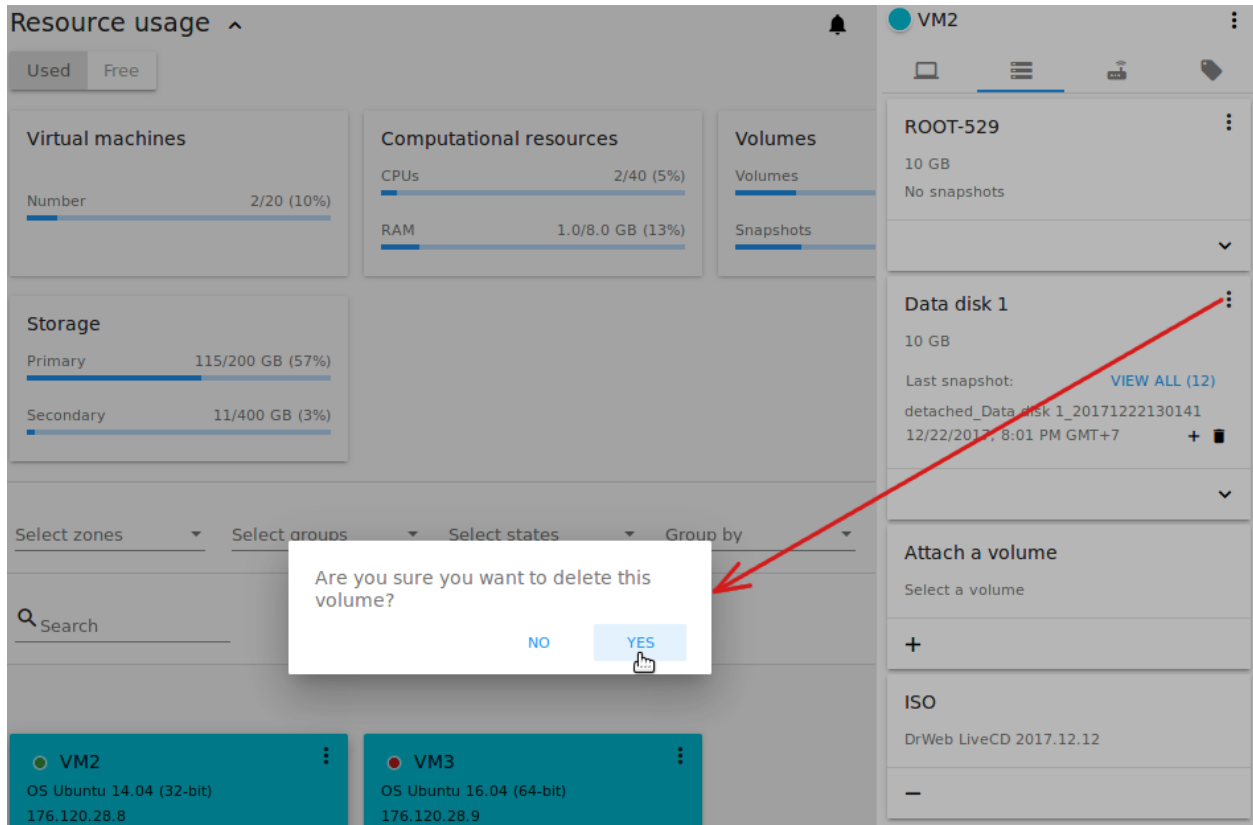 Resource usage
Used Free
Virtual machines
Number 2/20 (10%)
Computational resources
CPUs 2/40 (5%)
RAM 1.0/8.0 GB (13%)
Volumes
Volumes
Snapshots
Storage
Primary 115/200 GB (57%)
Secondary 11/400 GB (3%)
Select zones Select groups Select states Group by
Search
Are you sure you want to delete this
volume?
NO YES
VM2
OS Ubuntu 14.04 (32-bit)
176.120.28.8
VM3
OS Ubuntu 16.04 (64-bit)
176.120.28.9
VM2
ROOT-529
10 GB
No snapshots
Data disk 1
10 GB
Last snapshot: VIEW ALL (12)
detached_Data disk 1_20171222130141
12/22/2017, 8:01 PM GMT+7
Attach a volume
Select a volume
ISO
DrWeb LiveCD 2017.12.12